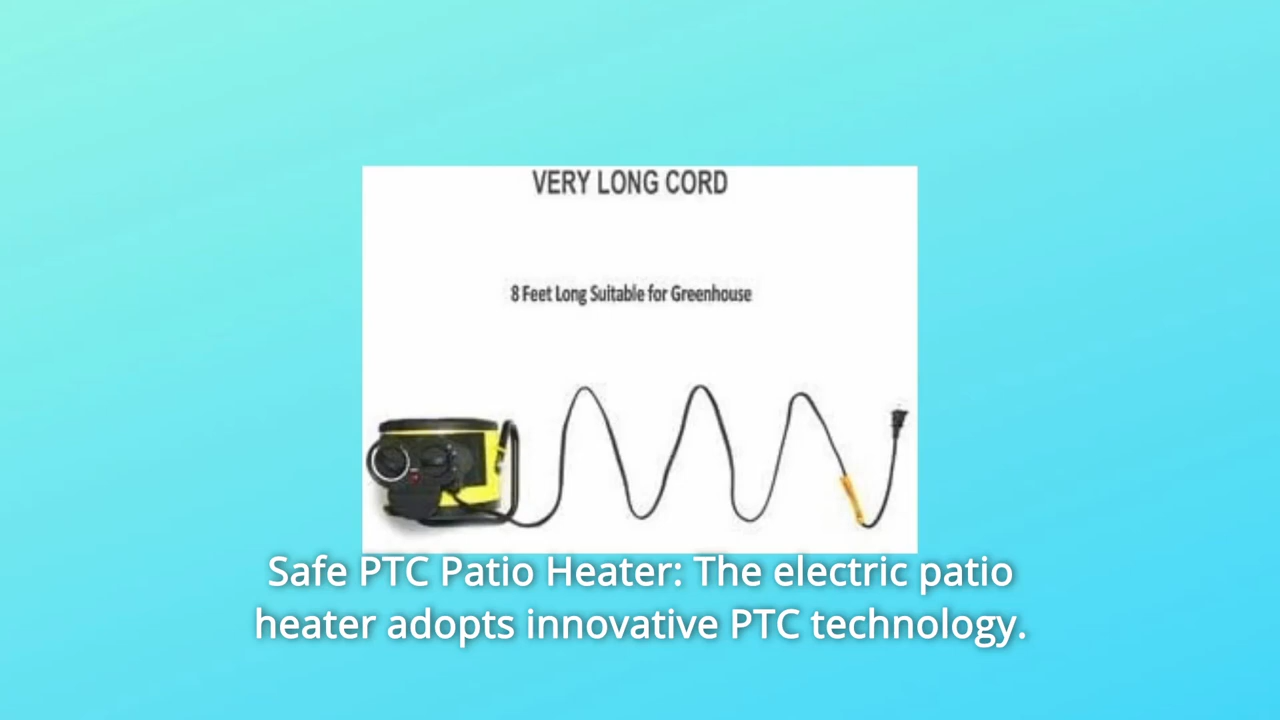 VERY LONG CORD
8 Feet Long Suitable for Greenhouse
Safe PTC Patio Heater: The electric patio
heater adopts innovative PTC technology.